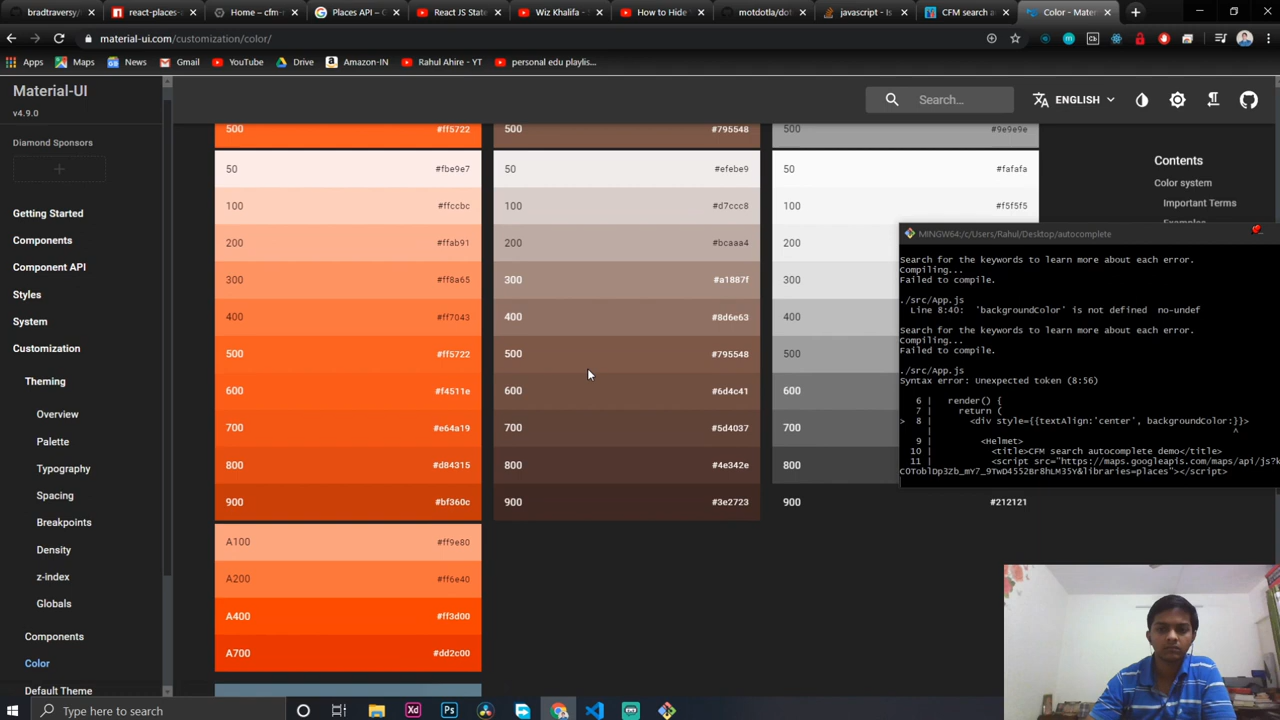 bradtraversy/
react-places-
Home – cfm-
Places API –
React JS State
Wiz Khalifa -
How to Hide
motdotla/dot
javascript - Is
CFM search a
Color - Mater
material-ui.com/customization/color/
Apps
Maps
News
Gmail
YouTube
Drive
Amazon-IN
Rahul Ahire - YT
personal edu playlis...
Material-UI
v4.9.0
Search...
ENGLISH
Diamond Sponsors
Getting Started
Components
Component API
Styles
System
Customization
Theming
Overview
Palette
Typography
Spacing
Breakpoints
Density
z-index
Globals
Components
Color
Default Theme
500 #ff5722
50 #fbe9e7
100 #ffccbc
200 #ffab91
300 #ff8a65
400 #ff7043
500 #ff5722
600 #f4511e
700 #e64a19
800 #d84315
900 #bf360c
A100 #ff9e80
A200 #ff6e40
A400 #ff3d00
A700 #dd2c00
500 #795548
50 #efebe9
100 #d7ccc8
200 #bcaaa4
300 #a1887f
400 #8d6e63
500 #795548
600 #6d4c41
700 #5d4037
800 #4e342e
900 #3e2723
500 #9e9e9e
50 #fafafa
100 #f5f5f5
200
300
400
500
600
700
800
900 #212121
Contents
Color system
Important Terms
Examples
MINGW64:/c/Users/Rahul/Desktop/autocomplete
Search for the keywords to learn more about each error.
Compiling...
Failed to compile.
./src/App.js
Line 8:40: 'backgroundColor' is not defined no-undef
Search for the keywords to learn more about each error.
Compiling...
Failed to compile.
./src/App.js
Syntax error: Unexpected token (8:56)
6 | render() {
7 | return (
> 8 | <div style={{textAlign:'center', backgroundColor:}}>
| ^
9 | <Helmet>
10 | <title>CFM search autocomplete demo</title>
11 | <script src="https://maps.googleapis.com/maps/api/js?k
C0ToblDp3Zb_mY7_9TWD4552Br8hLM35Y&libraries=places"></script>
Type here to search